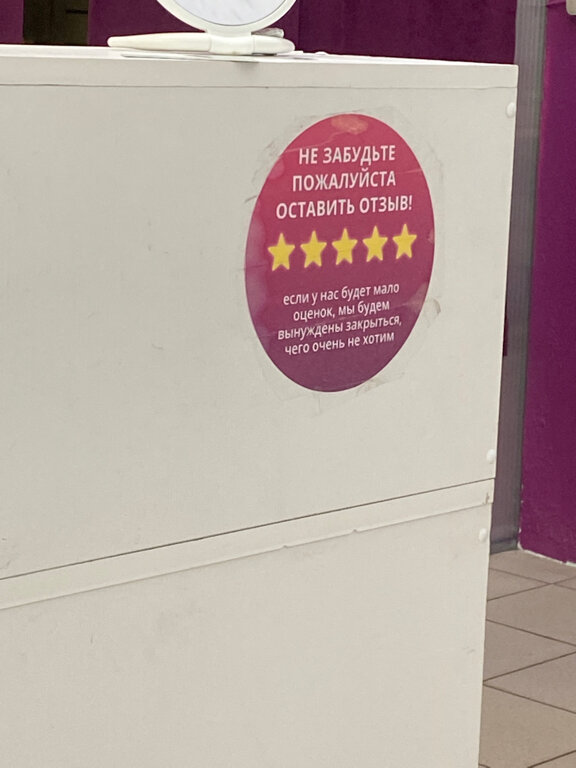 НЕ ЗАБУДЬТЕ
ПОЖАЛУЙСТА
ОСТАВИТЬ ОТЗЫВ!
если у нас будет мало
оценок, мы будем
вынуждены закрыться,
чего очень не хотим